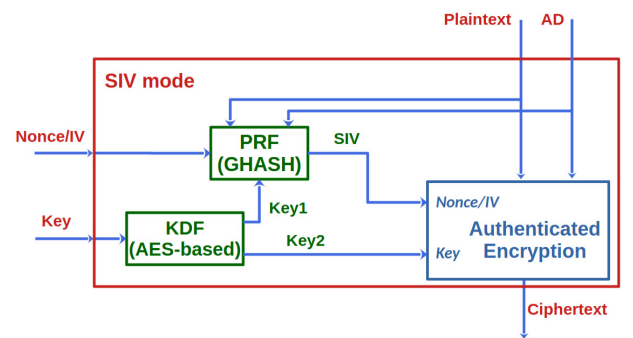 Plaintext AD
SIV mode
Nonce/IV
PRF
(GHASH)
SIV
Key1
Key
KDF
(AES-based)
Key2
Nonce/IV
Authenticated
Encryption
Key
Ciphertext